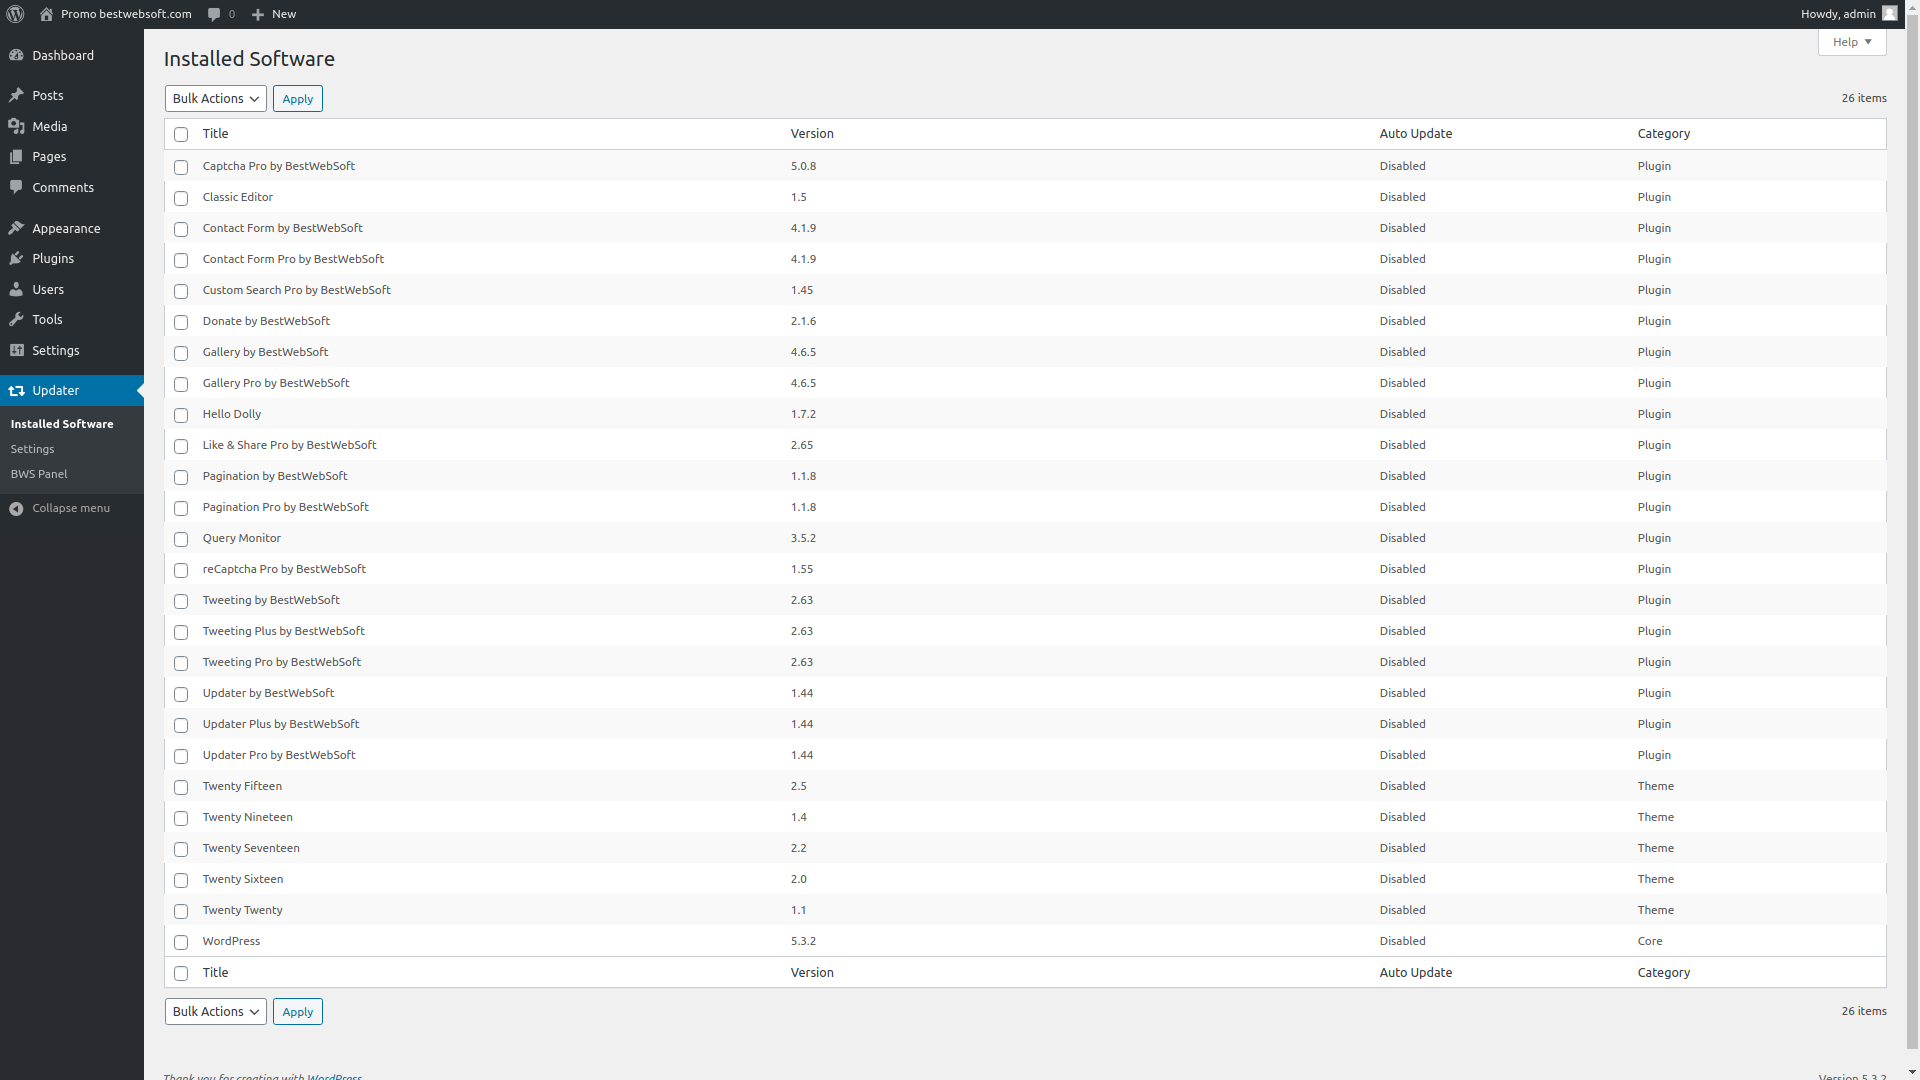 Promo bestwebsoft.com 0 New Howdy, admin
Dashboard
Posts
Media
Pages
Comments
Appearance
Plugins
Users
Tools
Settings
Updater
Installed Software
Settings
BWS Panel
Collapse menu
Help
Installed Software
Bulk Actions Apply 26 items
Title Version Auto Update Category
Captcha Pro by BestWebSoft 5.0.8 Disabled Plugin
Classic Editor 1.5 Disabled Plugin
Contact Form by BestWebSoft 4.1.9 Disabled Plugin
Contact Form Pro by BestWebSoft 4.1.9 Disabled Plugin
Custom Search Pro by BestWebSoft 1.45 Disabled Plugin
Donate by BestWebSoft 2.1.6 Disabled Plugin
Gallery by BestWebSoft 4.6.5 Disabled Plugin
Gallery Pro by BestWebSoft 4.6.5 Disabled Plugin
Hello Dolly 1.7.2 Disabled Plugin
Like & Share Pro by BestWebSoft 2.65 Disabled Plugin
Pagination by BestWebSoft 1.1.8 Disabled Plugin
Pagination Pro by BestWebSoft 1.1.8 Disabled Plugin
Query Monitor 3.5.2 Disabled Plugin
reCaptcha Pro by BestWebSoft 1.55 Disabled Plugin
Tweeting by BestWebSoft 2.63 Disabled Plugin
Tweeting Plus by BestWebSoft 2.63 Disabled Plugin
Tweeting Pro by BestWebSoft 2.63 Disabled Plugin
Updater by BestWebSoft 1.44 Disabled Plugin
Updater Plus by BestWebSoft 1.44 Disabled Plugin
Updater Pro by BestWebSoft 1.44 Disabled Plugin
Twenty Fifteen 2.5 Disabled Theme
Twenty Nineteen 1.4 Disabled Theme
Twenty Seventeen 2.2 Disabled Theme
Twenty Sixteen 2.0 Disabled Theme
Twenty Twenty 1.1 Disabled Theme
WordPress 5.3.2 Disabled Core
Title Version Auto Update Category
Bulk Actions Apply 26 items
Thank you for creating with WordPress Version 5.3.2